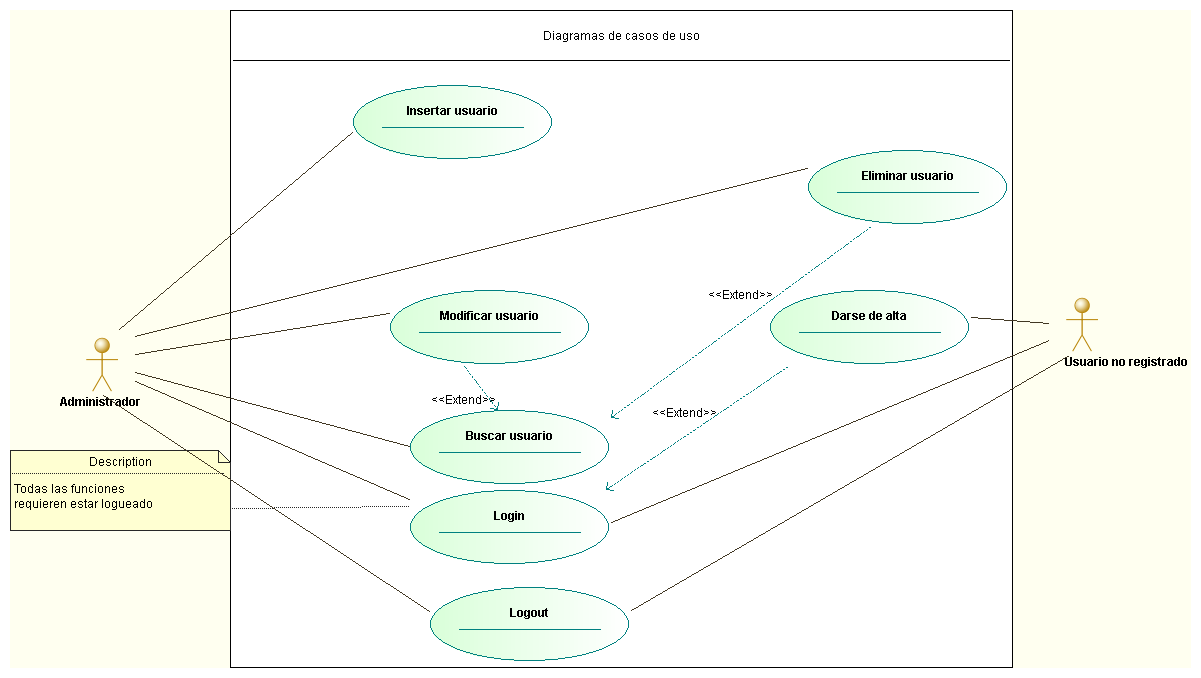 Diagramas de casos de uso
Insertar usuario
Eliminar usuario
<<Extend>>
Modificar usuario
Darse de alta
Usuario no registrado
Administrador
<<Extend>>
<<Extend>>
Buscar usuario
Description
Todas las funciones
requieren estar logueado
Login
Logout